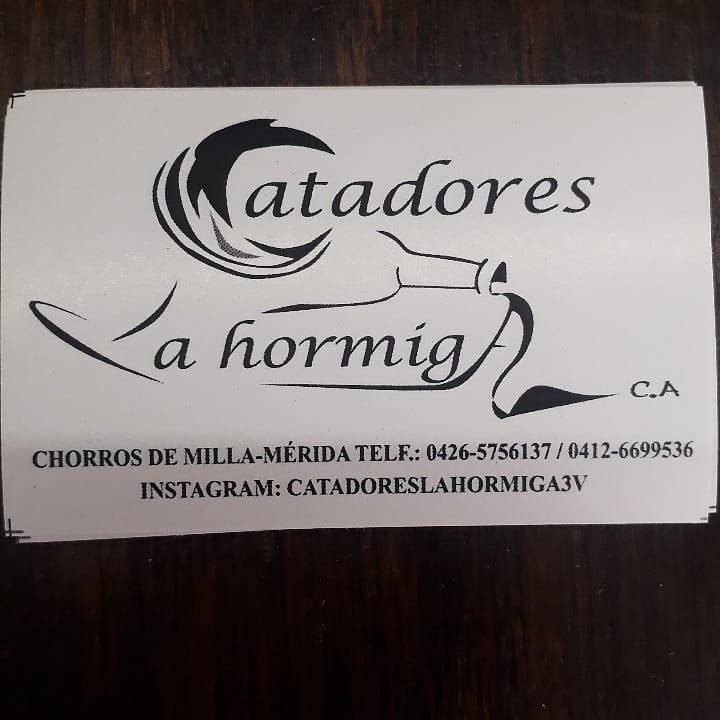 Catadores
La hormiga C.A
CHORROS DE MILLA-MÉRIDA TELF.: 0426-5756137 / 0412-6699536
INSTAGRAM: CATADORESLAHORMIGA3V